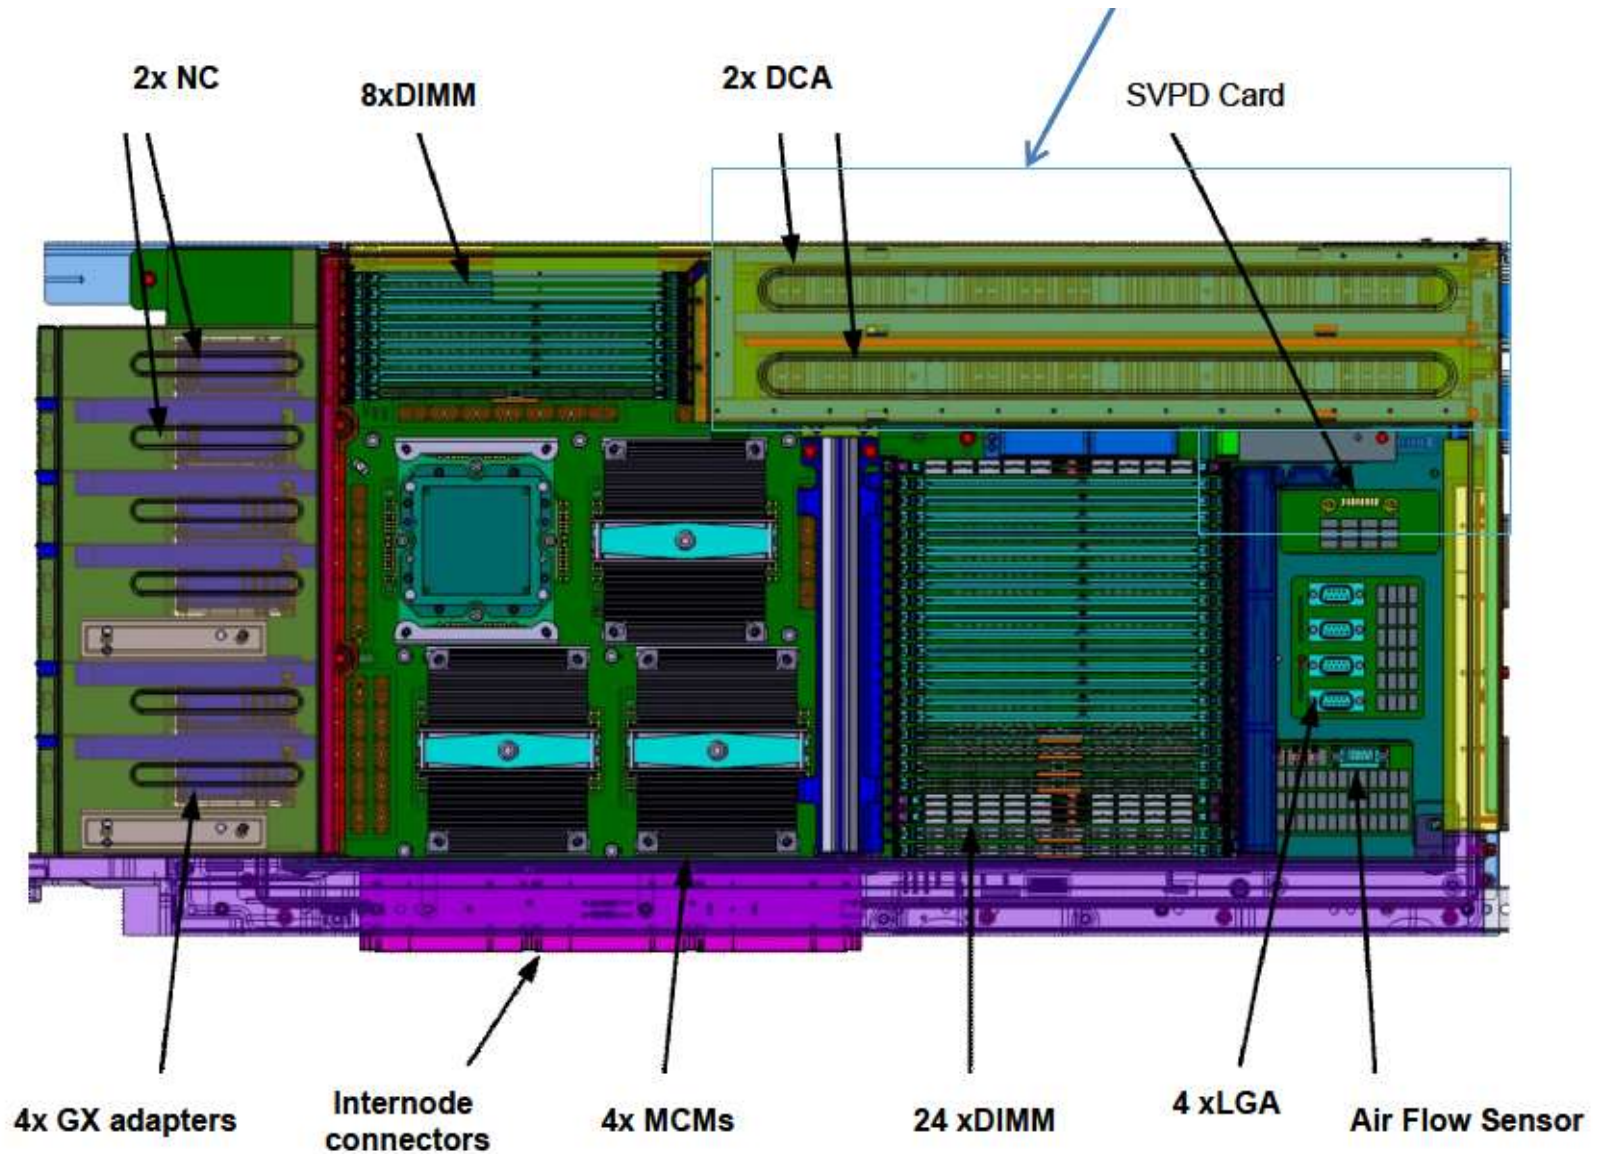 2x NC
8xDIMM
2x DCA
SVPD Card
4x GX adapters
Internode
connectors
4x MCMs
24 xDIMM
4 xLGA
Air Flow Sensor